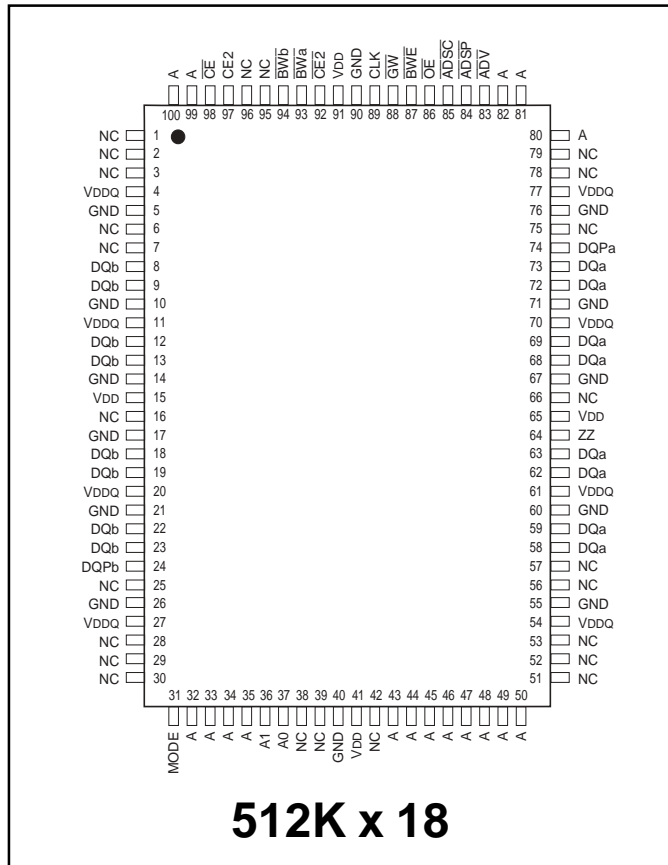 A A CE CE2 NC NC BWb BWa CE2 VDD GND CLK GW BWE OE ADSC ADSP ADV A A
100 99 98 97 96 95 94 93 92 91 90 89 88 87 86 85 84 83 82 81
NC 1 80 A
NC 2 79 NC
NC 3 78 NC
VDDQ 4 77 VDDQ
GND 5 76 GND
NC 6 75 NC
NC 7 74 DQPa
DQb 8 73 DQa
DQb 9 72 DQa
GND 10 71 GND
VDDQ 11 70 VDDQ
DQb 12 69 DQa
DQb 13 68 DQa
GND 14 67 GND
VDD 15 66 NC
NC 16 65 VDD
GND 17 64 ZZ
DQb 18 63 DQa
DQb 19 62 DQa
VDDQ 20 61 VDDQ
GND 21 60 GND
DQb 22 59 DQa
DQb 23 58 DQa
DQPb 24 57 NC
NC 25 56 NC
GND 26 55 GND
VDDQ 27 54 VDDQ
NC 28 53 NC
NC 29 52 NC
NC 30 51 NC
31 32 33 34 35 36 37 38 39 40 41 42 43 44 45 46 47 48 49 50
MODE A A A A A1 A0 NC NC GND VDD NC A A A A A A A A
512K x 18